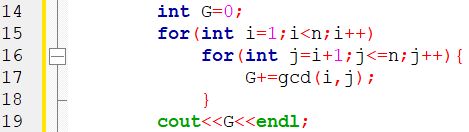 14 int G=0;
15 for(int i=1;i<n;i++)
16 for(int j=i+1;j<=n;j++){
17 G+=gcd(i,j);
18 }
19 cout<<G<<endl;